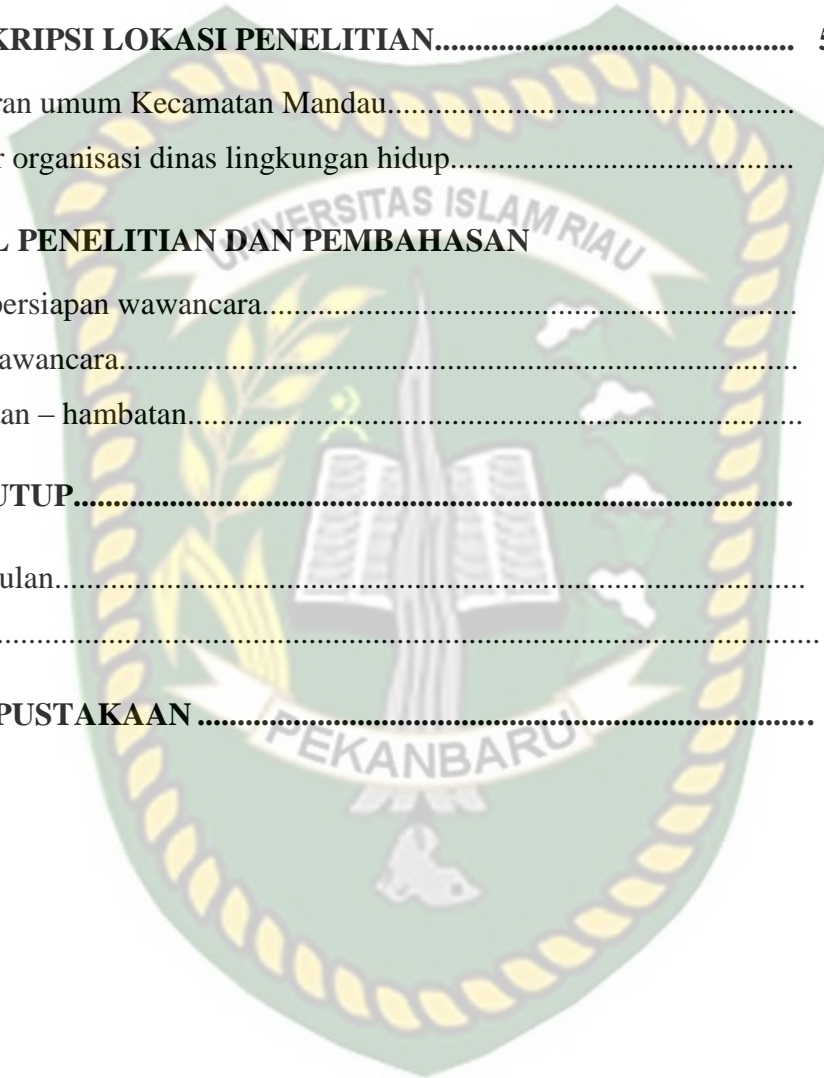 KRIPSI LOKASI PENELITIAN............................................ 5
ran umum Kecamatan Mandau..................................................
r organisasi dinas lingkungan hidup..........................................
UNIVERSITAS ISLAM RIAU
L PENELITIAN DAN PEMBAHASAN
persiapan wawancara..................................................................
awancara....................................................................................
an – hambatan............................................................................
UTUP.........................................................................................
ulan.............................................................................................
......................................................................................................
PUSTAKAAN ............................................................................
PEKANBARU